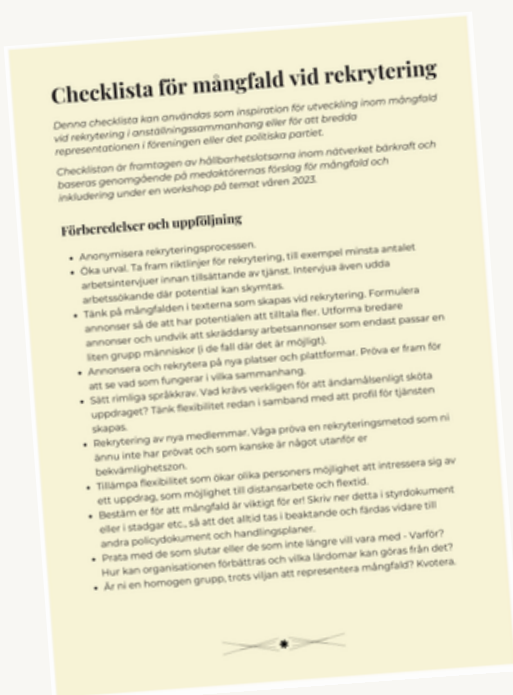 Checklista för mångfald vid rekrytering
Denna checklista kan användas som inspiration för utveckling inom mångfald
vid rekrytering i anställningssammanhang eller för att bredda
representationen i föreningen eller det politiska partiet.
Checklistan är framtagen av hållbarhetslotsarna inom nätverket bärkraft och
baseras genomgående på medaktörernas förslag för mångfald och
inkludering under en workshop på temat våren 2023.
Förberedelser och uppföljning
• Anonymisera rekryteringsprocessen.
• Öka urval. Ta fram riktlinjer för rekrytering, till exempel minsta antalet
arbetsintervjuer innan tillsättande av tjänst. Intervjua även udda
arbetssökande där potential kan skymtas.
• Tänk på mångfalden i texterna som skapas vid rekrytering. Formulera
annonser så de att har potentialen att tilltala fler. Utforma bredare
annonser och undvik att skräddarsy arbetsannonser som endast passar en
liten grupp människor (i de fall där det är möjligt).
• Annonsera och rekrytera på nya platser och plattformar. Pröva er fram för
att se vad som fungerar i vilka sammanhang.
• Sätt rimliga språkkrav. Vad krävs verkligen för att ändamålsenligt sköta
uppdraget? Tänk flexibilitet redan i samband med att profil för tjänsten
skapas.
• Rekrytering av nya medlemmar. Våga pröva en rekryteringsmetod som ni
ännu inte har prövat och som kanske är något utanför er
bekvämlighetszon.
• Tillämpa flexibilitet som ökar olika personers möjlighet att intressera sig av
ett uppdrag, som möjlighet till distansarbete och flextid.
• Bestäm er för att mångfald är viktigt för er! Skriv ner detta i styrdokument
eller i stadgar etc., så att det alltid tas i beaktande och färdas vidare till
andra policydokument och handlingsplaner.
• Prata med de som slutar eller de som inte längre vill vara med - Varför?
Hur kan organisationen förbättras och vilka lärdomar kan göras från det?
• Är ni en homogen grupp, trots viljan att representera mångfald? Kvotera.